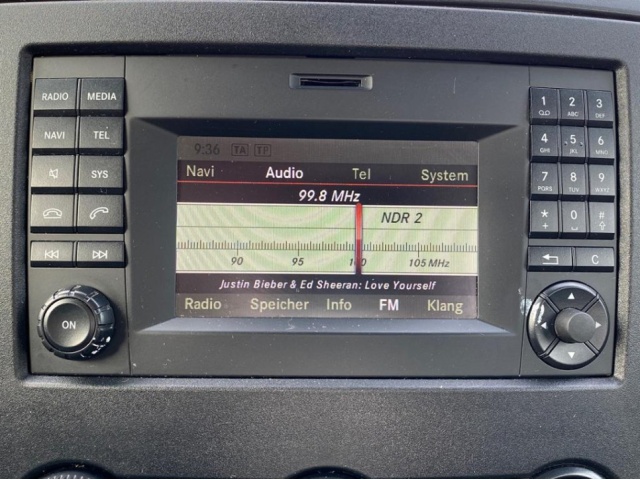 RADIO MEDIA
NAVI TEL
SYS
ON
9:36 TA TP
Navi Audio Tel System
99.8 MHz
NDR 2
90 95 100 105 MHz
Justin Bieber & Ed Sheeran: Love Yourself
Radio Speicher Info FM Klang
1 2 ABC 3 DEF
4 GHI 5 JKL 6 MNO
7 PQRS 8 TUV 9 WXYZ
* + 0 #
C